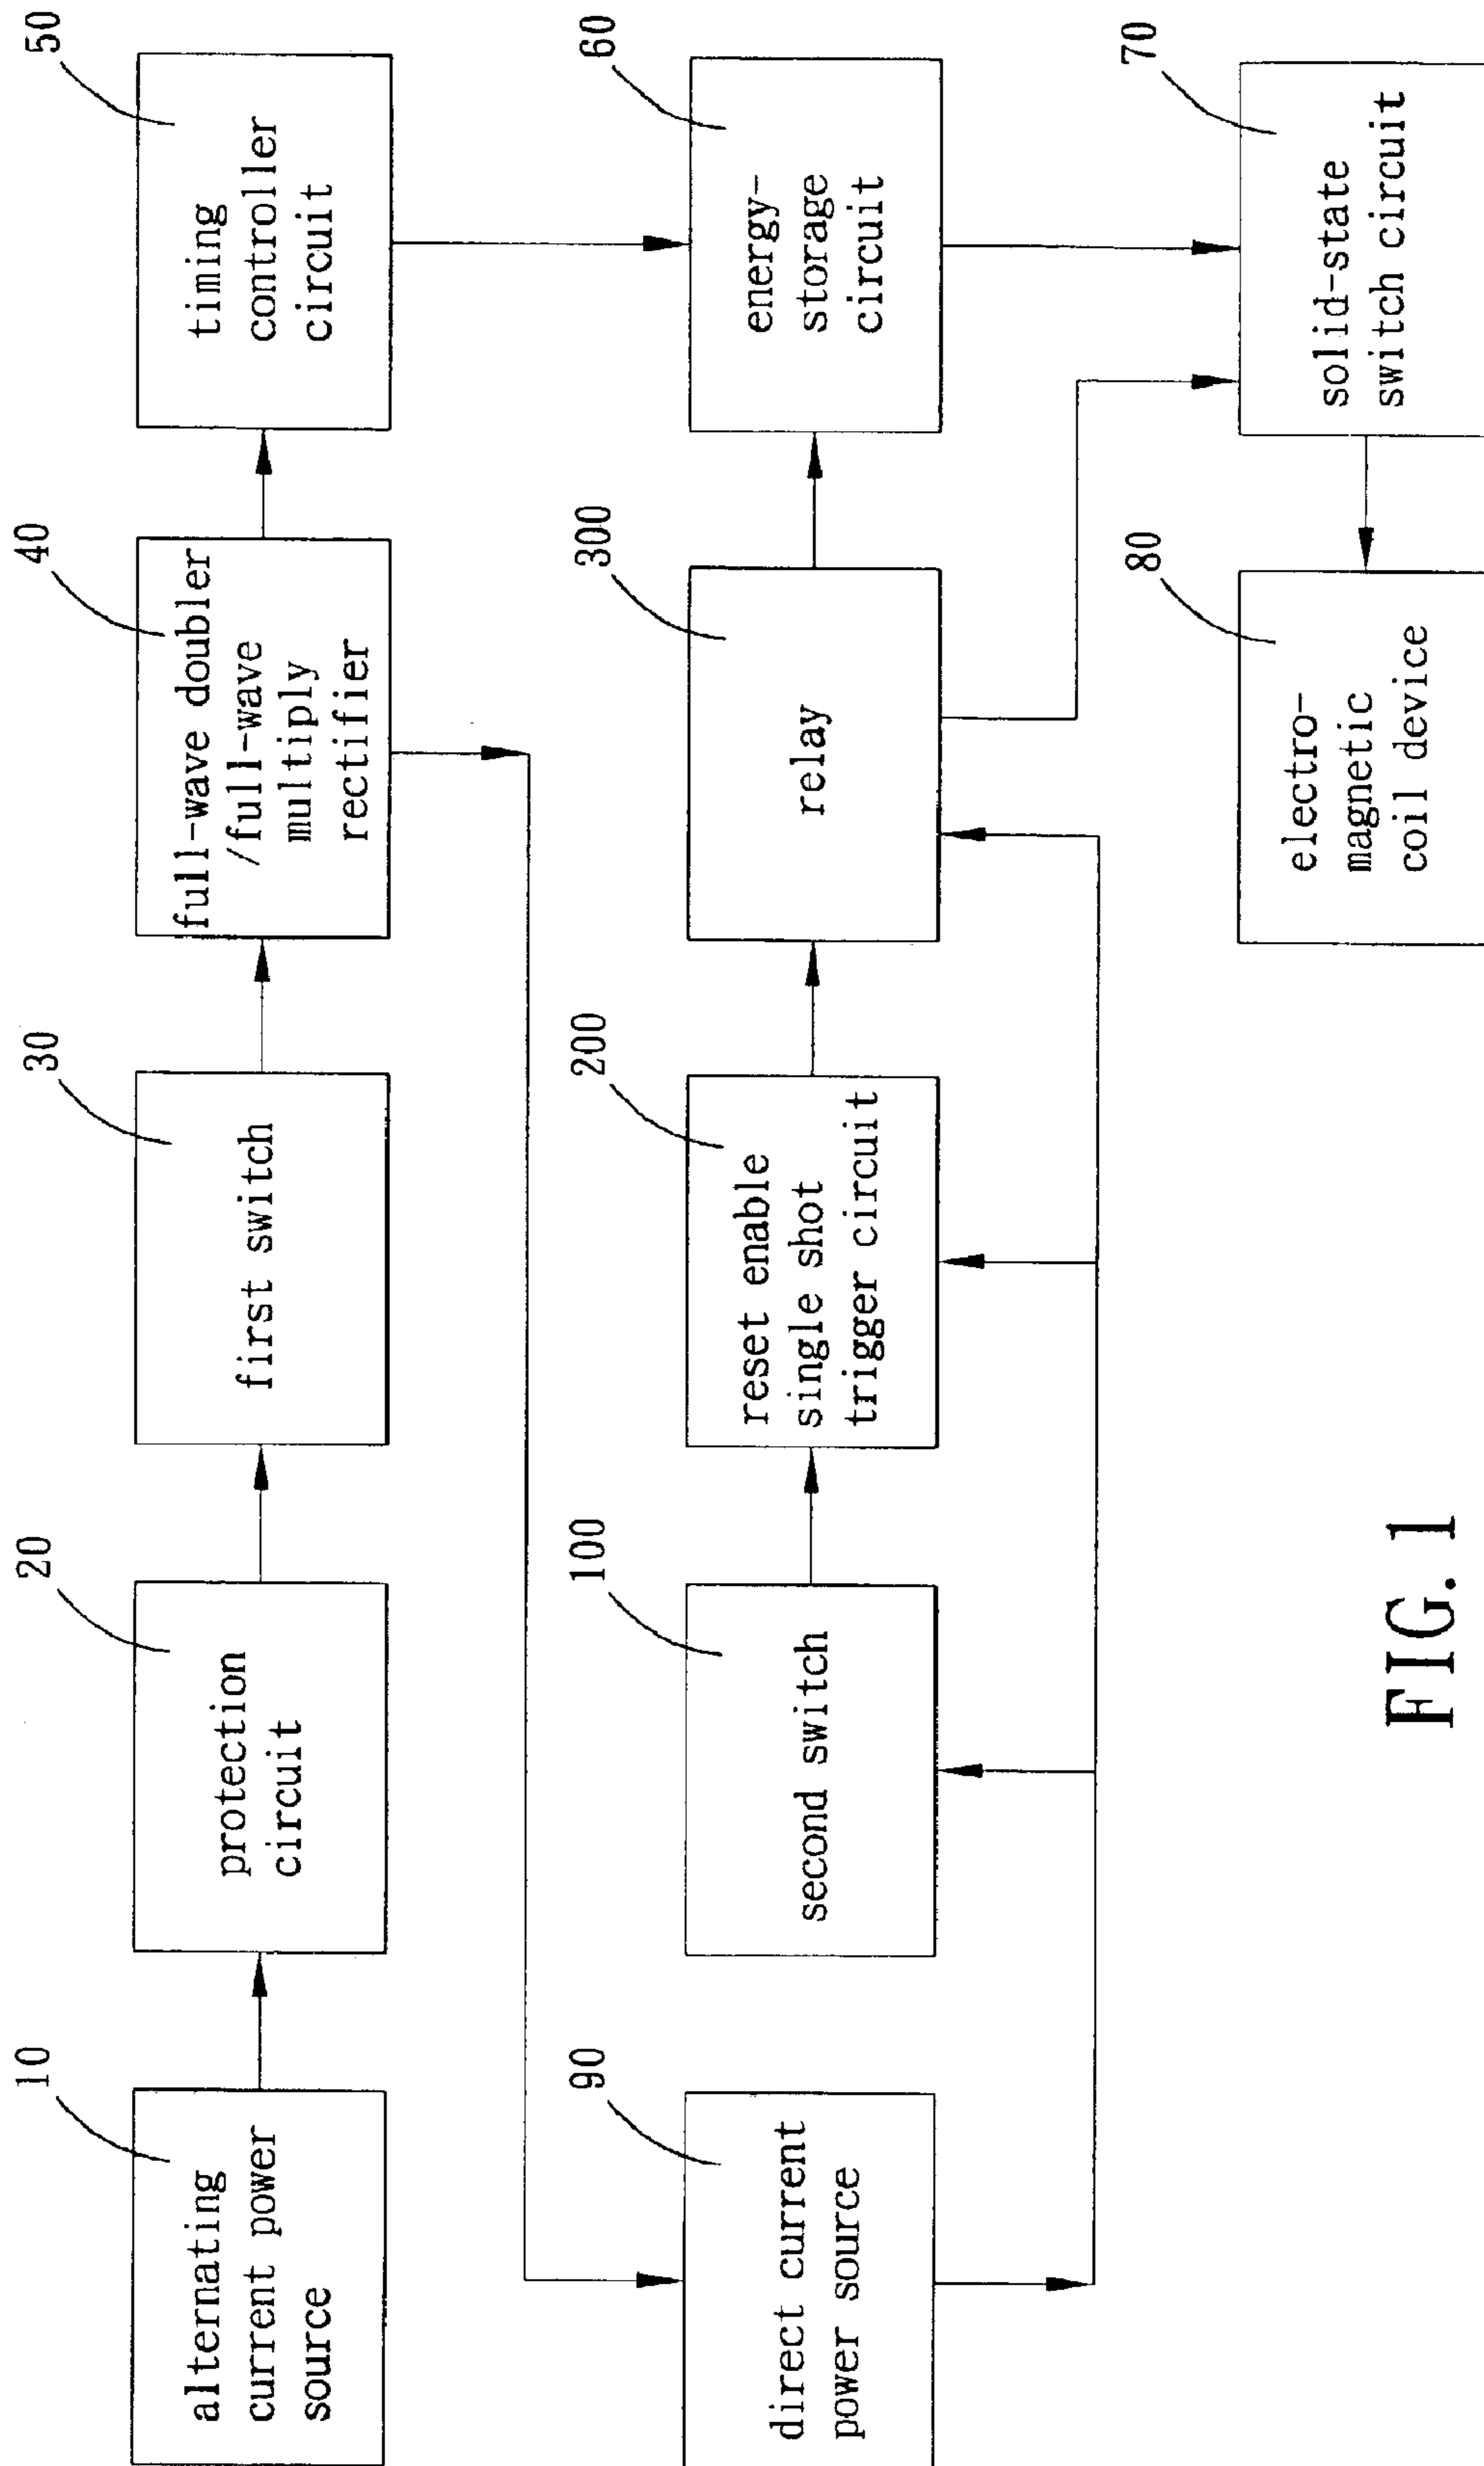 10
alternating
current power
source
20
protection
circuit
30
first switch
40
full-wave doubler
/full-wave
multiply
rectifier
50
timing
controller
circuit
90
direct current
power source
100
second switch
200
reset enable
single shot
trigger circuit
300
relay
60
energy-
storage
circuit
80
electro-
magnetic
coil device
70
solid-state
switch circuit
FIG. 1